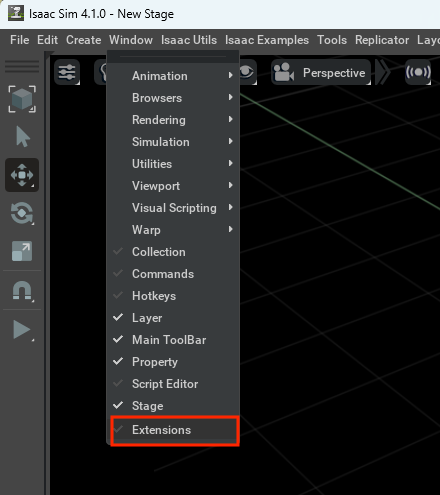 Isaac Sim 4.1.0 - New Stage
File Edit Create Window Isaac Utils Isaac Examples Tools Replicator Layo
Perspective
Animation
Browsers
Rendering
Simulation
Utilities
Viewport
Visual Scripting
Warp
Collection
Commands
Hotkeys
Layer
Main ToolBar
Property
Script Editor
Stage
Extensions